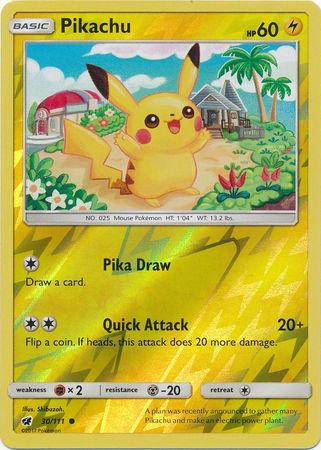 BASIC Pikachu HP60
NO. 025 Mouse Pokémon HT: 1'04" WT: 13.2 lbs.
Pika Draw
Draw a card.
Quick Attack 20+
Flip a coin. If heads, this attack does 20 more damage.
weakness ×2 resistance -20 retreat
Illus. Shibuzoh.
30/111
©2017 Pokémon
A plan was recently announced to gather many
Pikachu and make an electric power plant.